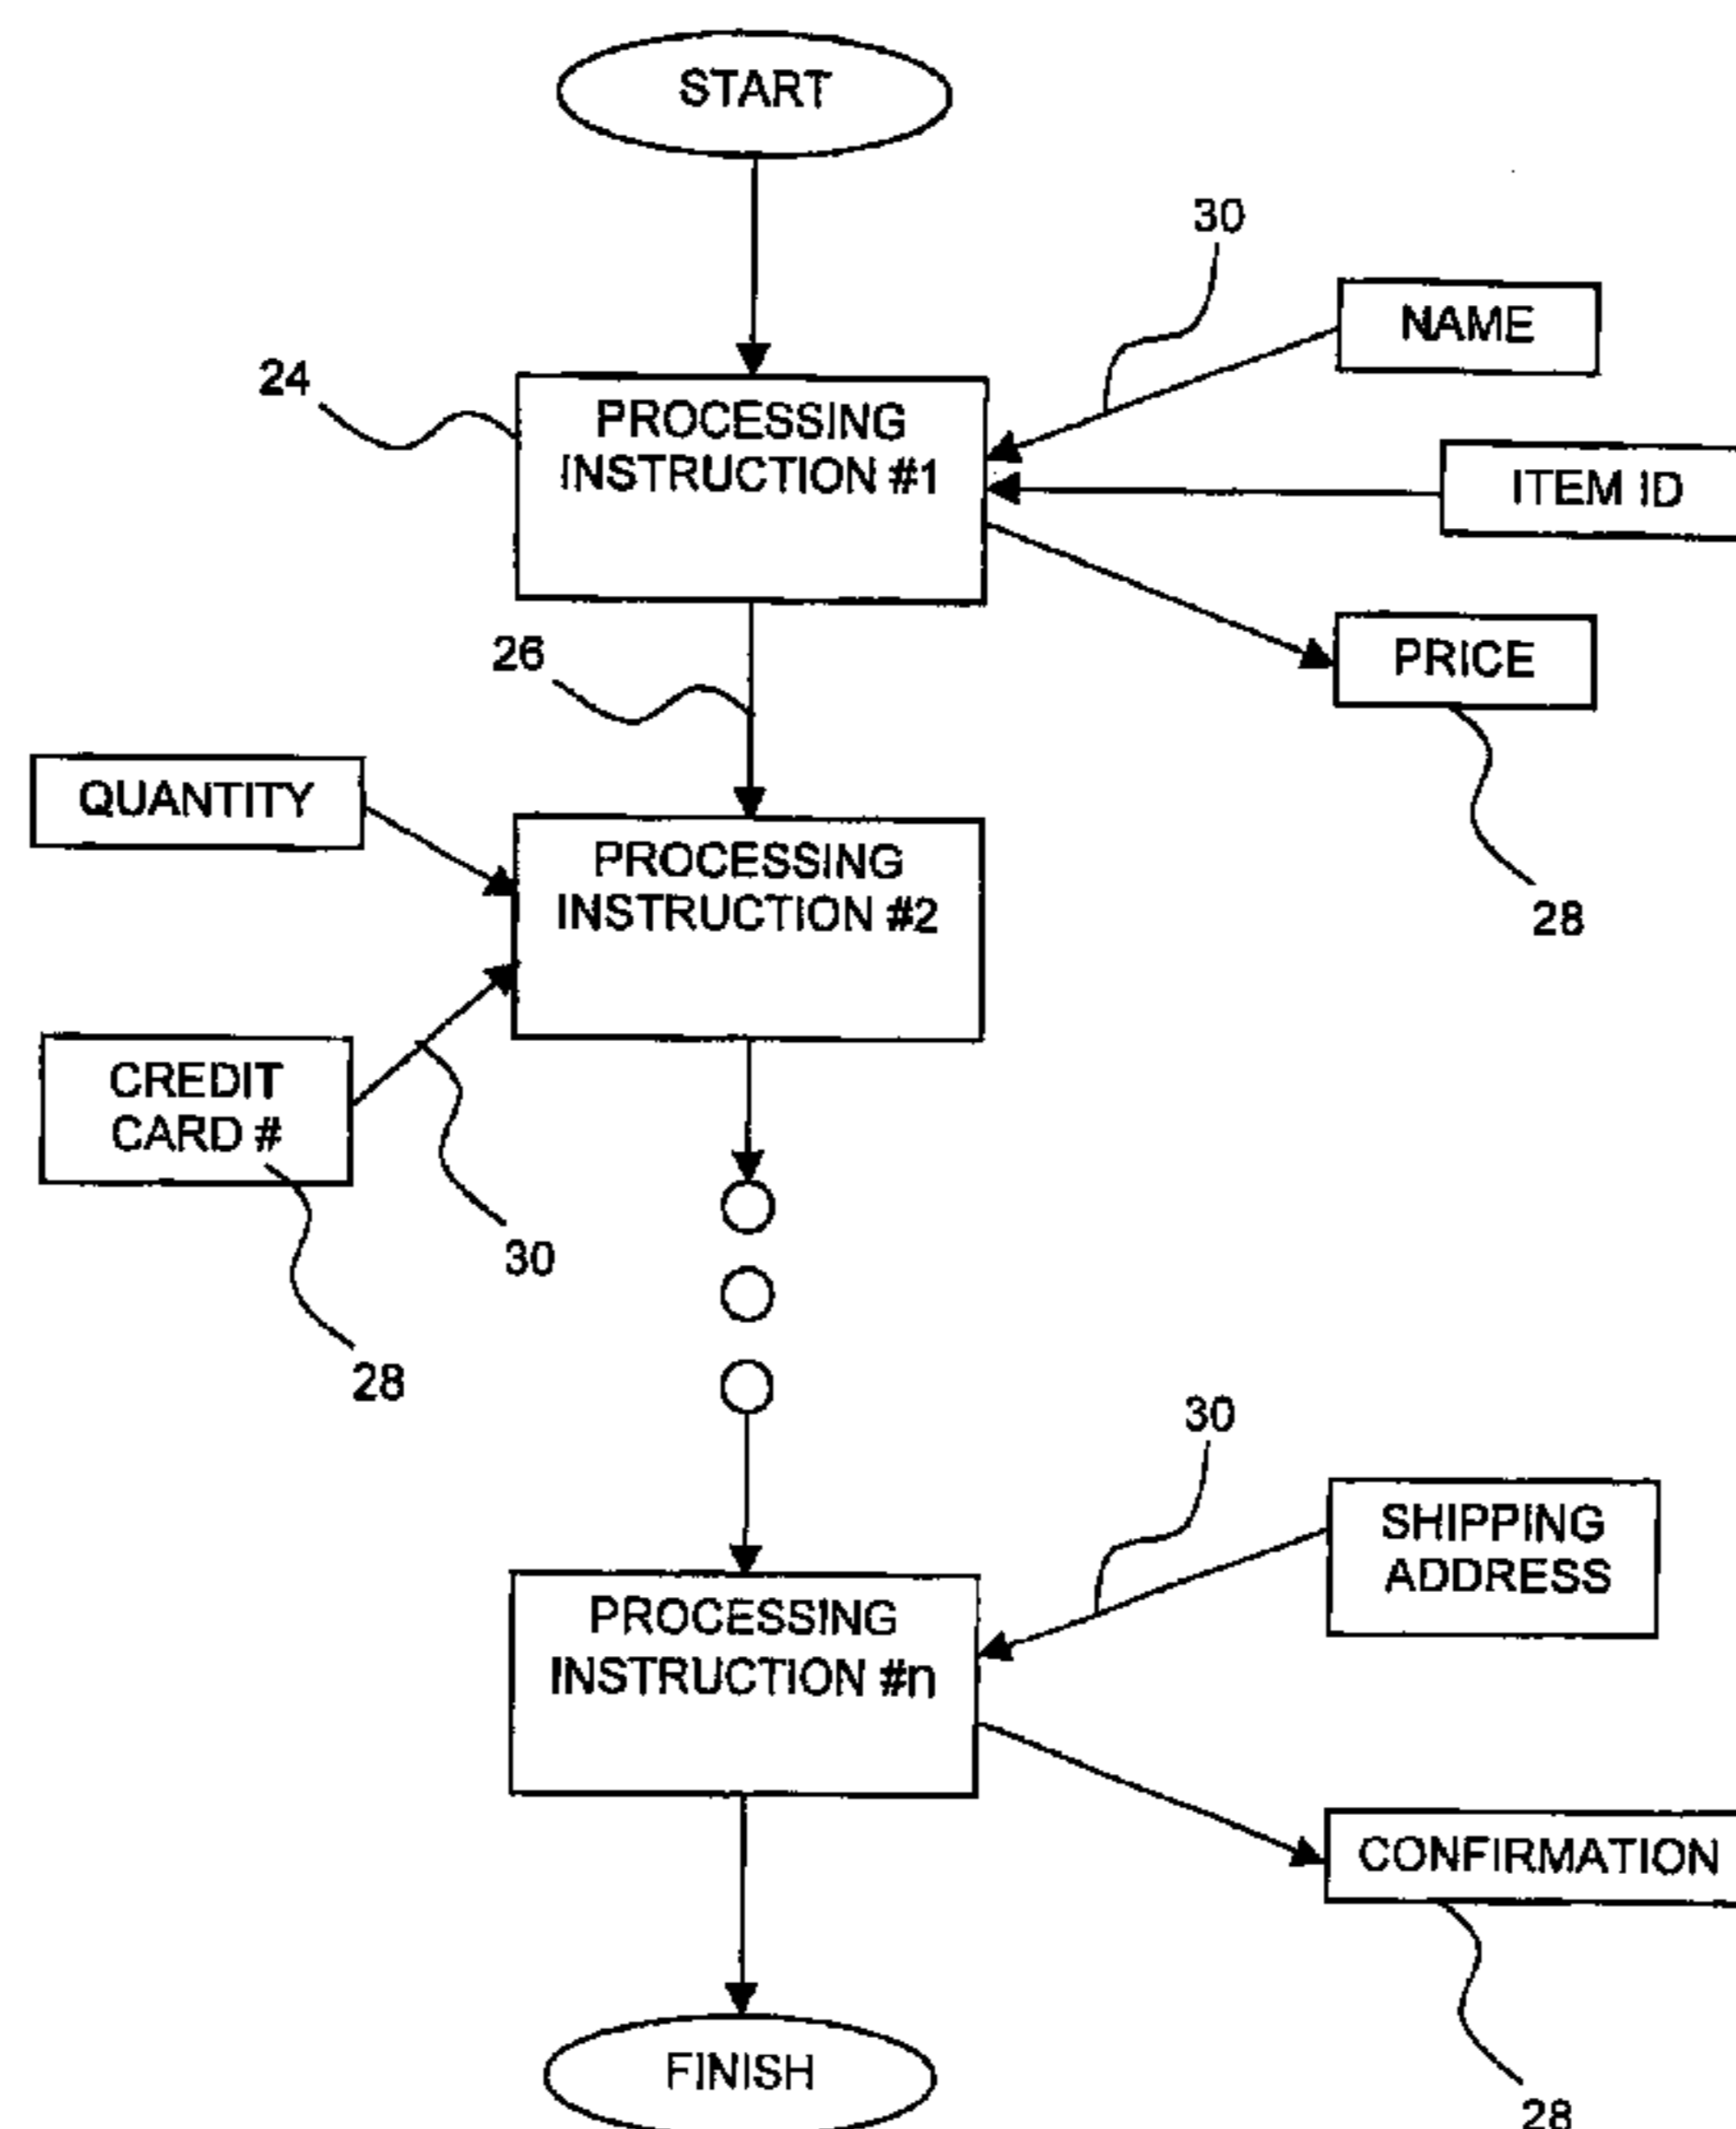 START
30
NAME
24
PROCESSING
INSTRUCTION #1
ITEM ID
26
PRICE
QUANTITY
PROCESSING
INSTRUCTION #2
28
CREDIT
CARD #
30
28
30
SHIPPING
ADDRESS
PROCESSING
INSTRUCTION #n
CONFIRMATION
FINISH
28